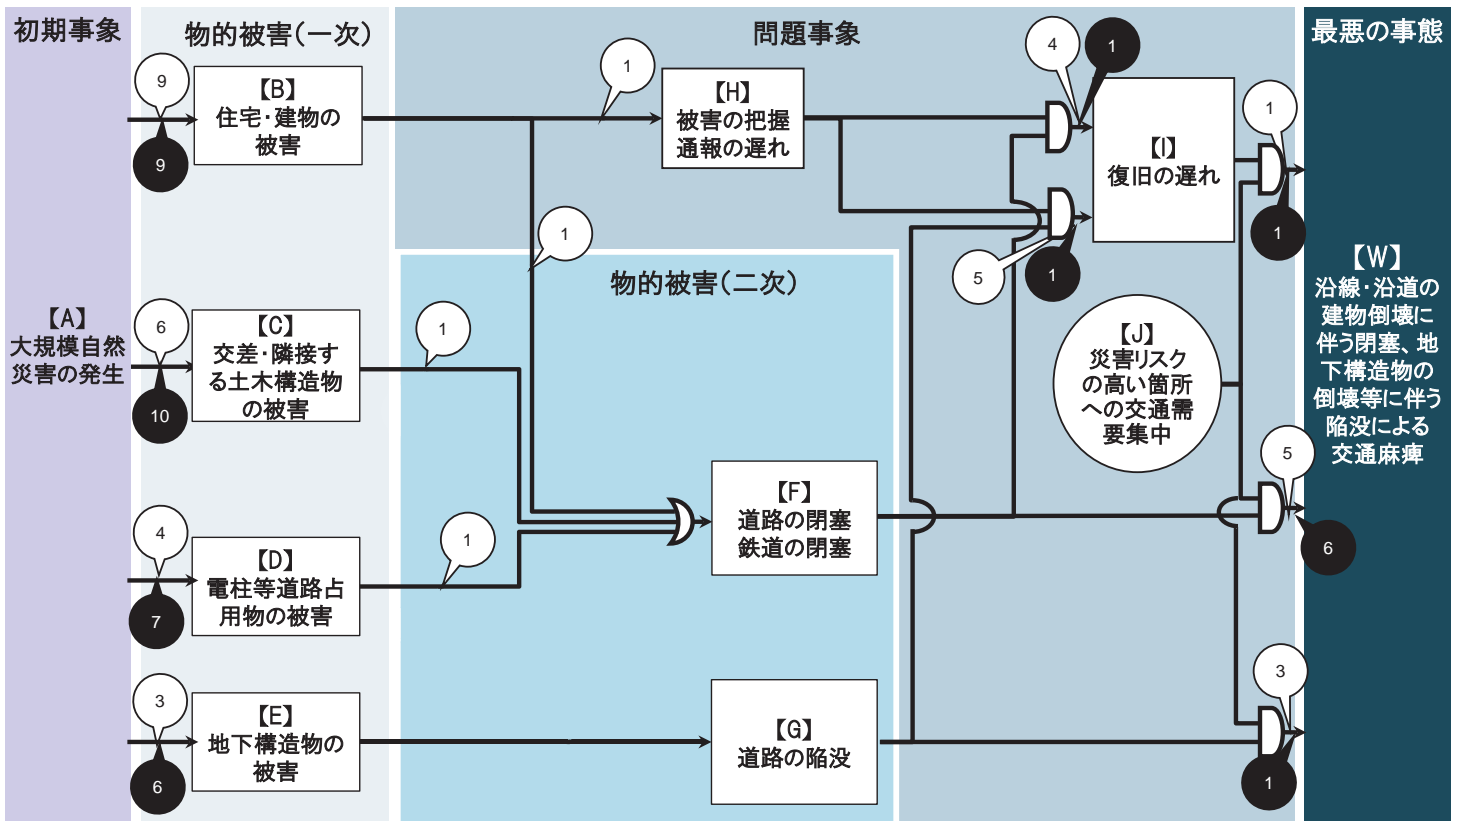 初期事象
物的被害(一次)
問題事象
最悪の事態
物的被害(二次)
【A】
大規模自然
災害の発生
9
9
【B】
住宅・建物の
被害
1
1
【H】
被害の把握
通報の遅れ
4
1
5
1
【I】
復旧の遅れ
1
1
6
10
【C】
交差・隣接す
る土木構造物
の被害
1
【J】
災害リスク
の高い箇所
への交通需
要集中
【W】
沿線・沿道の
建物倒壊に
伴う閉塞、地
下構造物の
倒壊等に伴う
陥没による
交通麻痺
4
7
【D】
電柱等道路占
用物の被害
1
【F】
道路の閉塞
鉄道の閉塞
5
6
3
6
【E】
地下構造物の
被害
【G】
道路の陥没
3
1